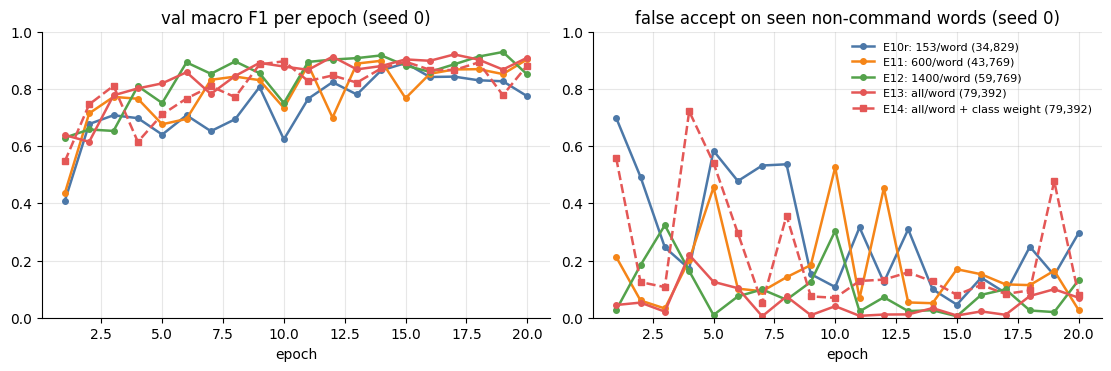 val macro F1 per epoch (seed 0)
1.0
0.8
0.6
0.4
0.2
0.0
2.5 5.0 7.5 10.0 12.5 15.0 17.5 20.0
epoch
false accept on seen non-command words (seed 0)
E10r: 153/word (34,829)
E11: 600/word (43,769)
E12: 1400/word (59,769)
E13: all/word (79,392)
E14: all/word + class weight (79,392)
1.0
0.8
0.6
0.4
0.2
0.0
2.5 5.0 7.5 10.0 12.5 15.0 17.5 20.0
epoch